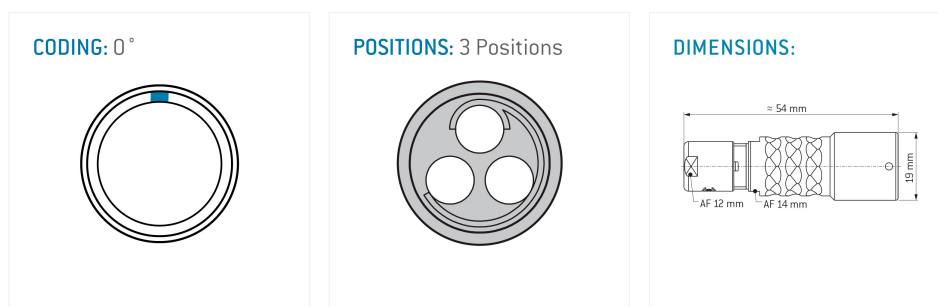 CODING: 0°
POSITIONS: 3 Positions
DIMENSIONS:
≈ 54 mm
19 mm
AF 12 mm
AF 14 mm